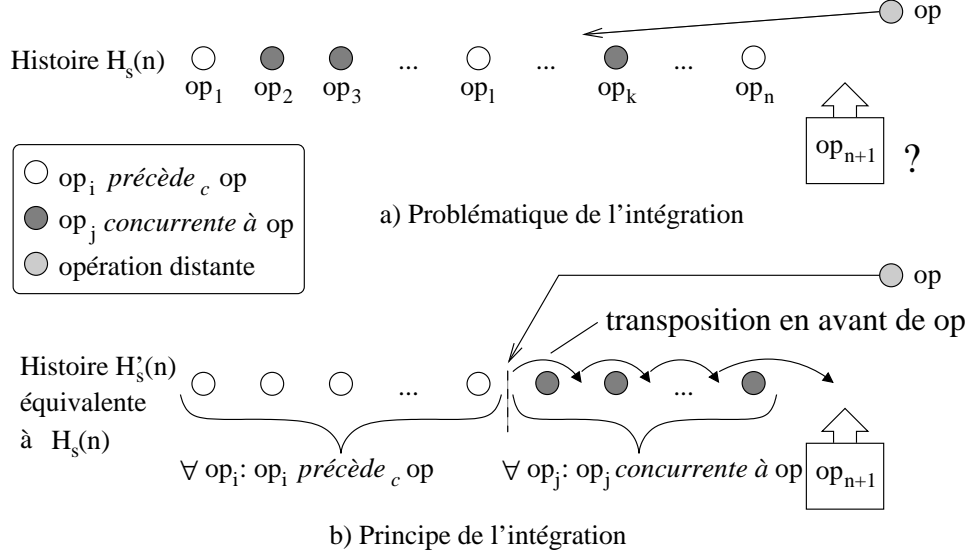 op
Histoire H_s(n)
... ... ...
op_1 op_2 op_3 op_l op_k op_n
op_{n+1} ?
op_i précède_c op
op_j concurrente à op
opération distante
a) Problématique de l'intégration
op
transposition en avant de op
Histoire H'_s(n)
équivalente
à H_s(n)
... ...
∀ op_i: op_i précède_c op
∀ op_j: op_j concurrente à op
op_{n+1}
b) Principe de l'intégration